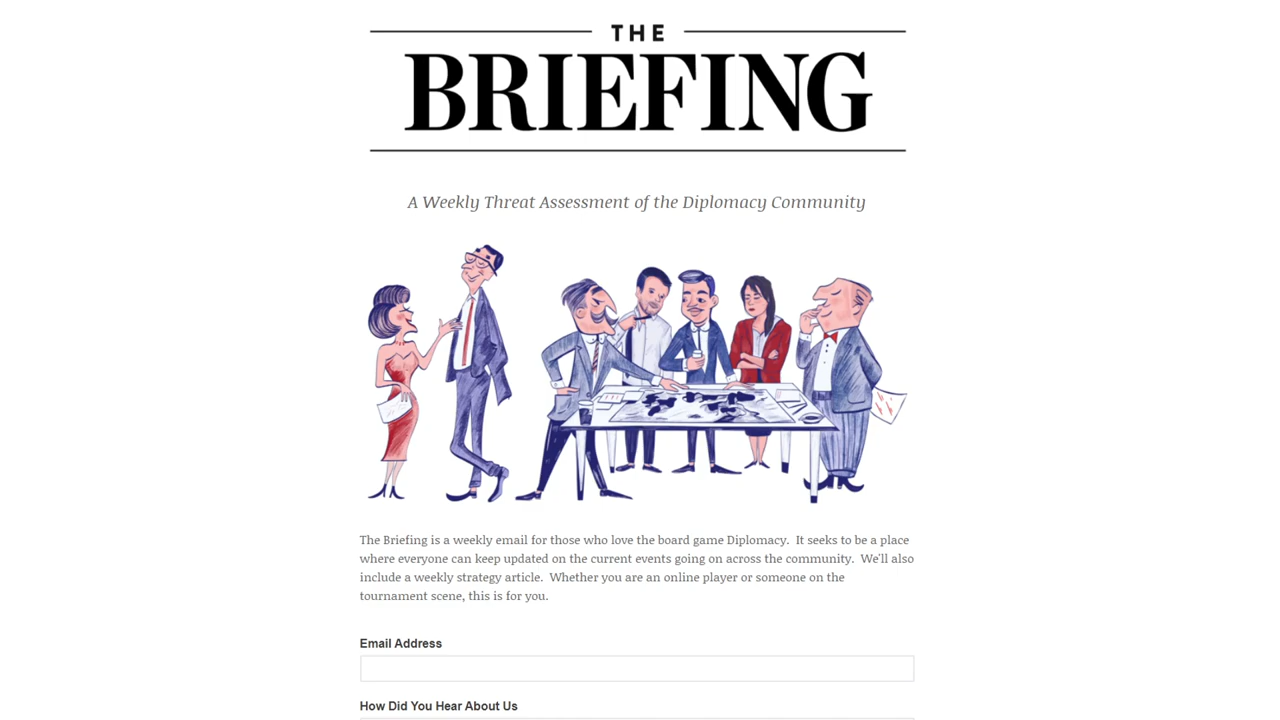 THE
BRIEFING
A Weekly Threat Assessment of the Diplomacy Community
The Briefing is a weekly email for those who love the board game Diplomacy.  It seeks to be a place
where everyone can keep updated on the current events going on across the community.  We'll also
include a weekly strategy article.  Whether you are an online player or someone on the
tournament scene, this is for you.
Email Address
How Did You Hear About Us